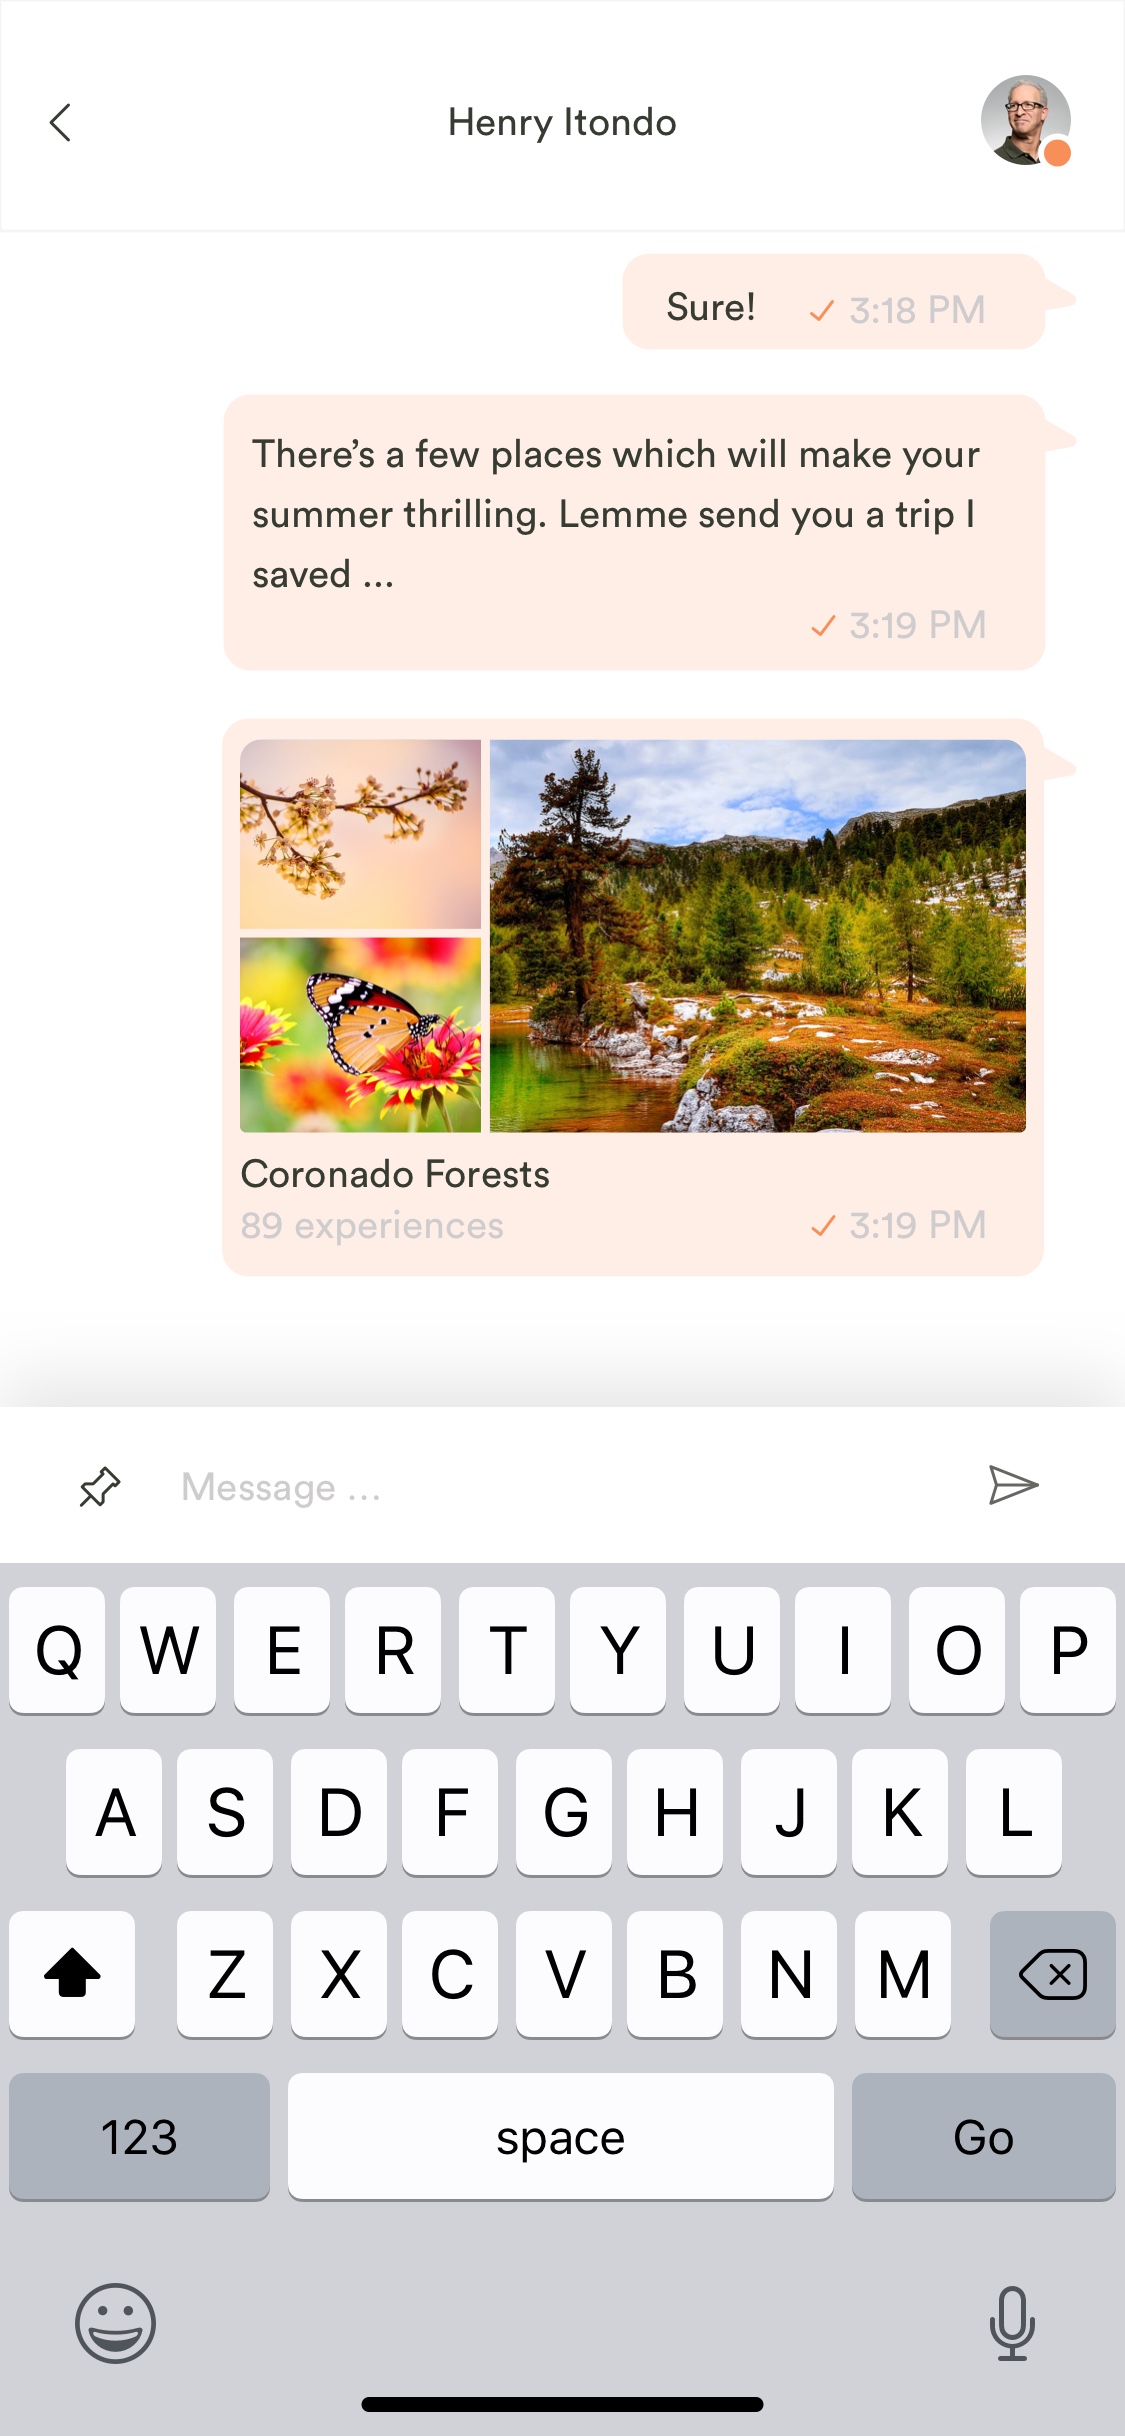 Henry Itondo
Sure! 3:18 PM
There’s a few places which will make your
summer thrilling. Lemme send you a trip I
saved ...
3:19 PM
Coronado Forests
89 experiences 3:19 PM
Message ...
Q W E R T Y U I O P
A S D F G H J K L
Z X C V B N M
123 space Go